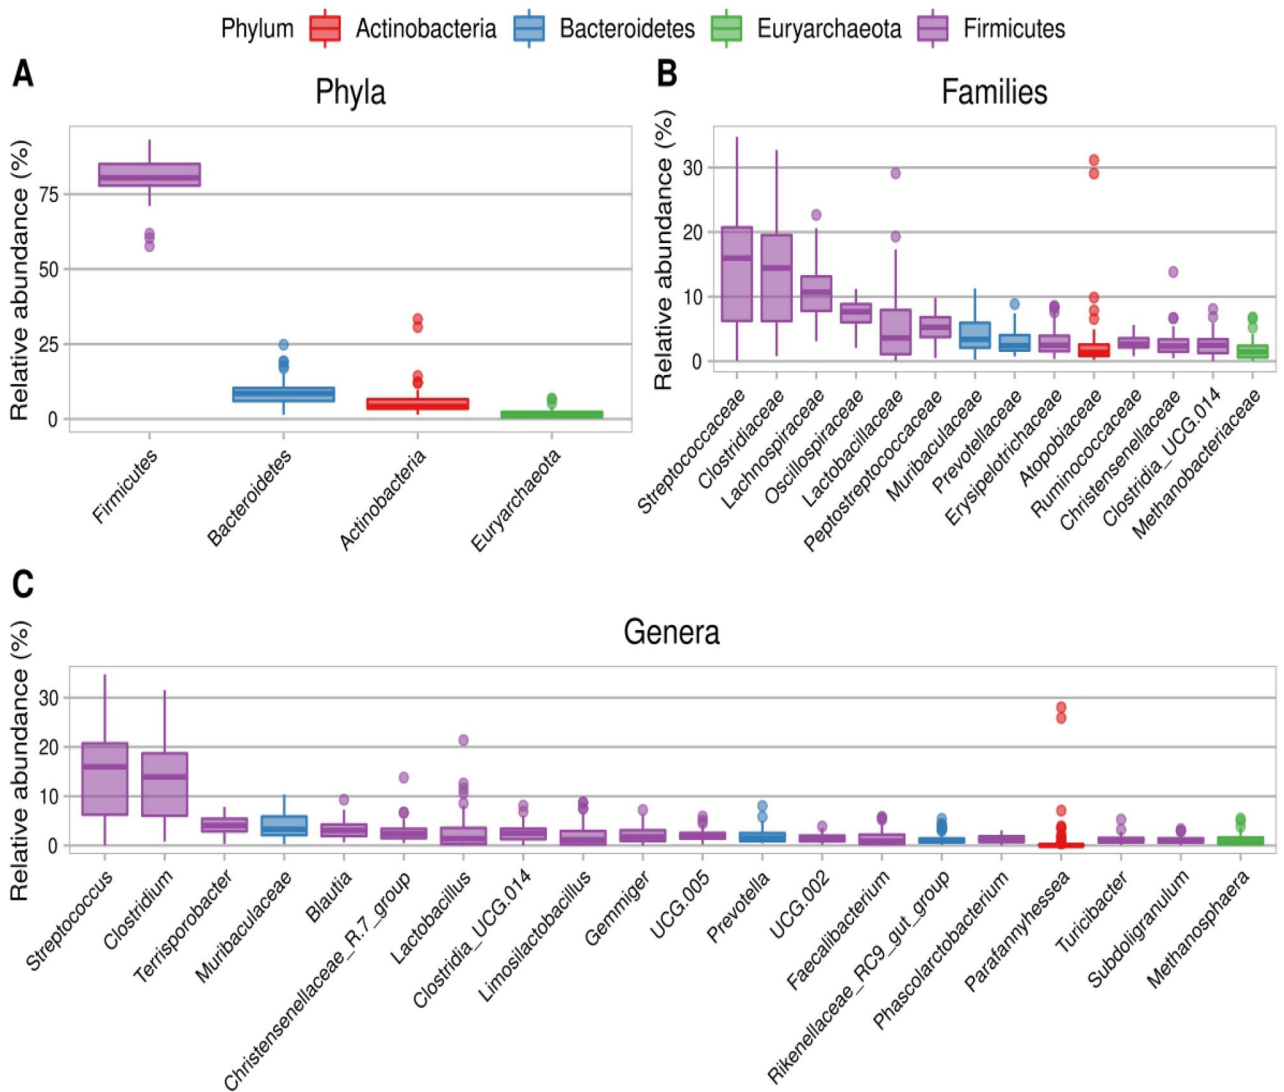 Phylum Actinobacteria Bacteroidetes Euryarchaeota Firmicutes
A
Phyla
Relative abundance (%)
75
50
25
0
Firmicutes
Bacteroidetes
Actinobacteria
Euryarchaeota
B
Families
Relative abundance (%)
30
20
10
0
Streptococcaceae
Clostridiaceae
Lachnospiraceae
Oscillospiraceae
Lactobacillaceae
Peptostreptococcaceae
Muribaculaceae
Prevotellaceae
Erysipelotrichaceae
Atopobiaceae
Ruminococcaceae
Christensenellaceae
Clostridia_UCG.014
Methanobacteriaceae
C
Genera
Relative abundance (%)
30
20
10
0
Streptococcus
Clostridium
Terrisporobacter
Muribaculaceae
Blautia
Christensenellaceae_R.7_group
Lactobacillus
Clostridia_UCG.014
Limosilactobacillus
Gemmiger
UCG.005
Prevotella
UCG.002
Faecalibacterium
Rikenellaceae_RC9_gut_group
Phascolarctobacterium
Parafannyhessea
Turicibacter
Subdoligranulum
Methanosphaera